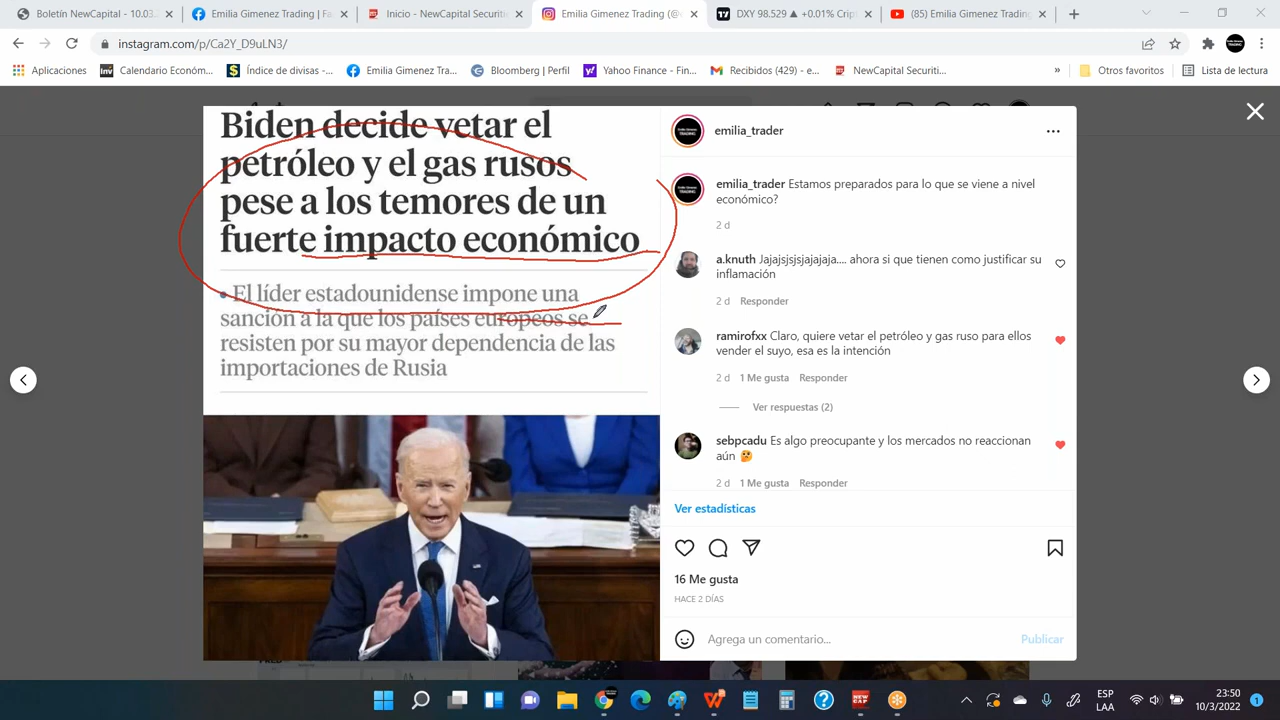 Boletín NewCapital - 10.03.
Emilia Gimenez Trading | Fa
Inicio - NewCapital Securitie
Emilia Gimenez Trading (@
DXY 98.529 ▲ +0.01% Crip
(85) Emilia Gimenez Trading
instagram.com/p/Ca2Y_D9uLN3/
Aplicaciones
Calendario Económ...
Índice de divisas -...
Emilia Gimenez Tra...
Bloomberg | Perfil
Yahoo Finance - Fin...
Recibidos (429) - e...
NewCapital Securiti...
»
Otros favoritos
Lista de lectura
Biden decide vetar el
petróleo y el gas rusos
pese a los temores de un
fuerte impacto económico
• El líder estadounidense impone una
sanción a la que los países europeos se
resisten por su mayor dependencia de las
importaciones de Rusia
emilia_trader
emilia_trader Estamos preparados para lo que se viene a nivel
económico?
2 d
a.knuth Jajajsjsjsjajajaja.... ahora si que tienen como justificar su
inflamación
2 d Responder
ramirofxx Claro, quiere vetar el petróleo y gas ruso para ellos
vender el suyo, esa es la intención
2 d 1 Me gusta Responder
Ver respuestas (2)
sebpcadu Es algo preocupante y los mercados no reaccionan
aún 🤔
2 d 1 Me gusta Responder
Ver estadísticas
16 Me gusta
HACE 2 DÍAS
Agrega un comentario...
Publicar
ESP
LAA
23:50
10/3/2022